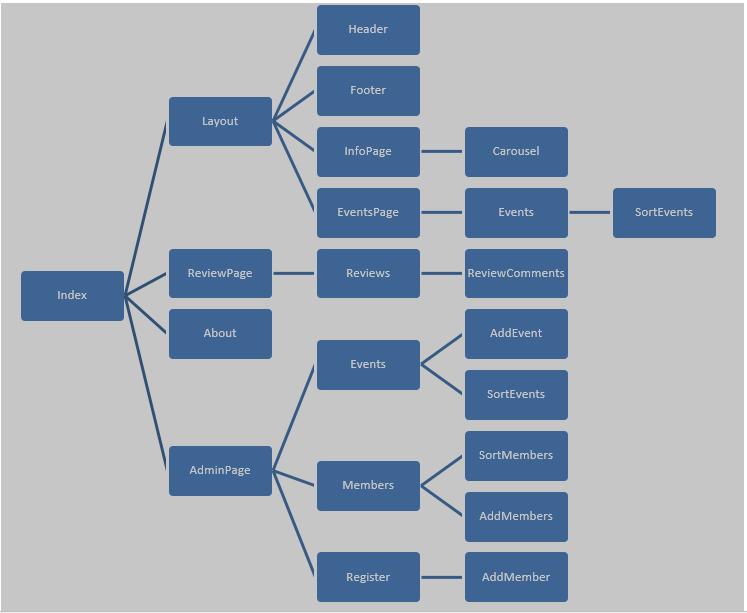 Header
Footer
Layout
InfoPage
Carousel
EventsPage
Events
SortEvents
Index
ReviewPage
Reviews
ReviewComments
About
AdminPage
Events
AddEvent
SortEvents
Members
SortMembers
AddMembers
Register
AddMember